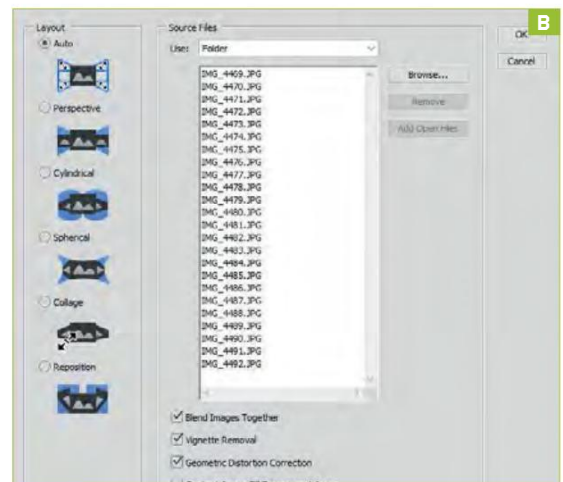 Layout
Auto
Perspective
Cylindrical
Spherical
Collage
Reposition
Source Files
Use: Folder
IMG_4469.JPG
IMG_4470.JPG
IMG_4471.JPG
IMG_4472.JPG
IMG_4473.JPG
IMG_4474.JPG
IMG_4475.JPG
IMG_4476.JPG
IMG_4477.JPG
IMG_4478.JPG
IMG_4479.JPG
IMG_4480.JPG
IMG_4481.JPG
IMG_4482.JPG
IMG_4483.JPG
IMG_4484.JPG
IMG_4485.JPG
IMG_4486.JPG
IMG_4487.JPG
IMG_4488.JPG
IMG_4489.JPG
IMG_4490.JPG
IMG_4491.JPG
IMG_4492.JPG
Blend Images Together
Vignette Removal
Geometric Distortion Correction
Browse...
Remove
Add Open Files
OK
Cancel
B